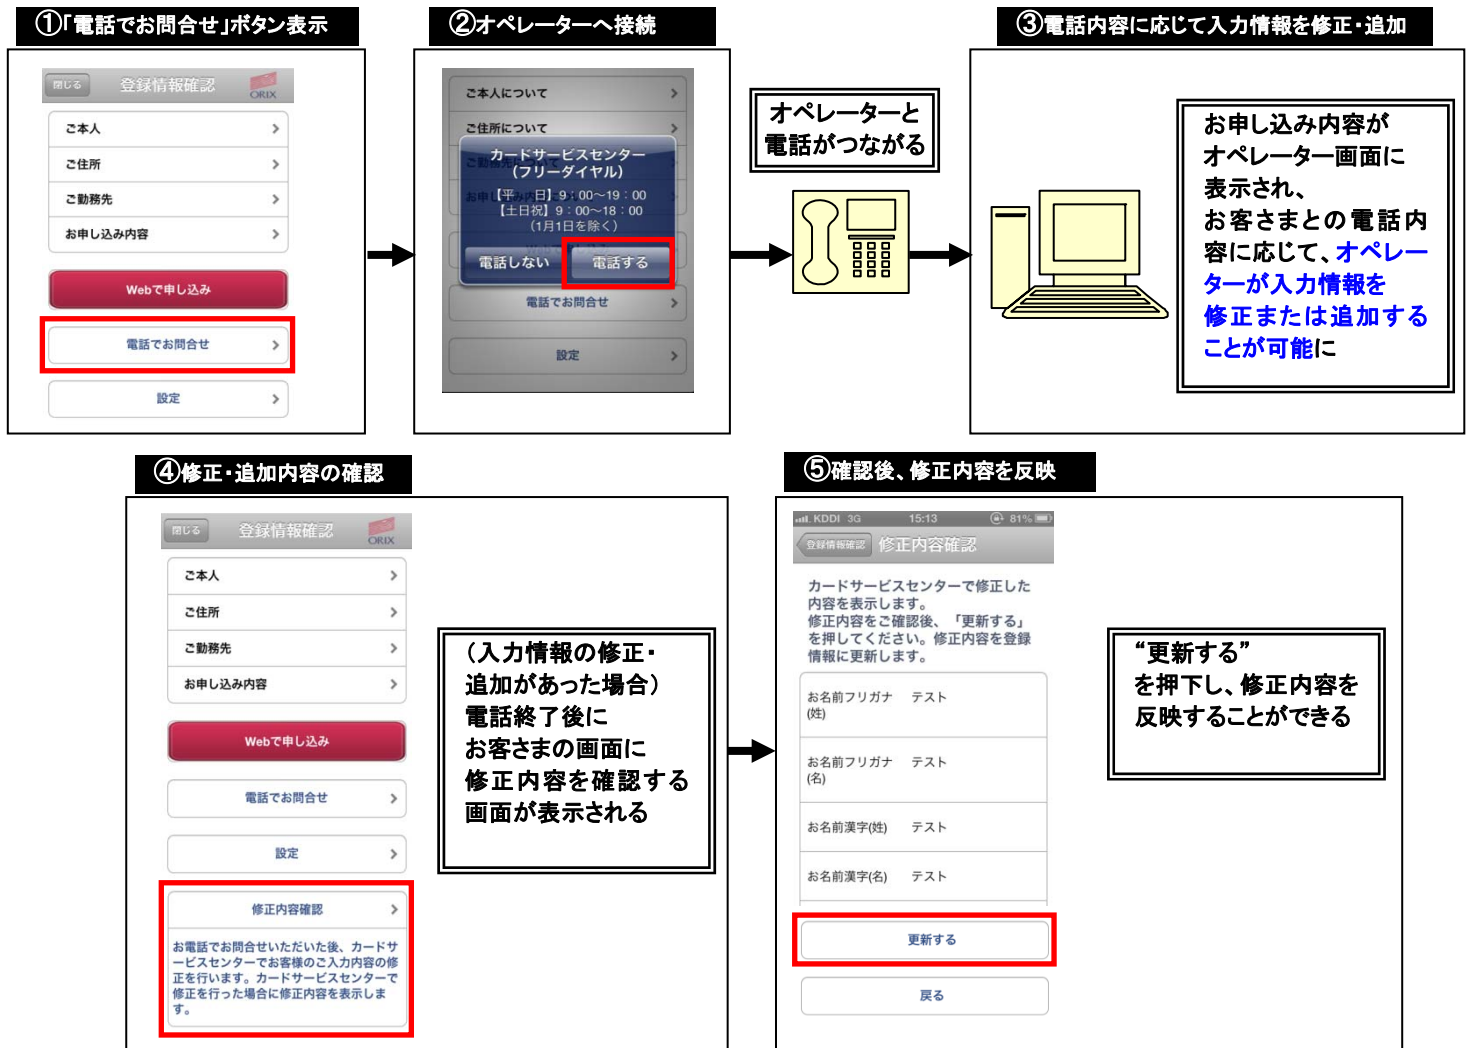 ①「電話でお問合せ」ボタン表示
閉じる 登録情報確認 ORIX
ご本人
ご住所
ご勤務先
お申し込み内容
Webで申し込み
電話でお問合せ
設定
②オペレーターへ接続
ご本人について
ご住所について
カードサービスセンター
(フリーダイヤル)
【平 日】9:00～19:00
【土日祝】9:00～18:00
(1月1日を除く)
電話しない 電話する
電話でお問合せ
設定
オペレーターと
電話がつながる
③電話内容に応じて入力情報を修正・追加
お申し込み内容が
オペレーター画面に
表示され、
お客さまとの電話内
容に応じて、オペレー
ターが入力情報を
修正または追加する
ことが可能に
④修正・追加内容の確認
閉じる 登録情報確認 ORIX
ご本人
ご住所
ご勤務先
お申し込み内容
Webで申し込み
電話でお問合せ
設定
修正内容確認
お電話でお問合せいただいた後、カードサ
ービスセンターでお客様のご入力内容の修
正を行います。カードサービスセンターで
修正を行った場合に修正内容を表示しま
す。
(入力情報の修正・
追加があった場合)
電話終了後に
お客さまの画面に
修正内容を確認する
画面が表示される
⑤確認後、修正内容を反映
KDDI 3G 15:13 81%
登録情報確認 修正内容確認
カードサービスセンターで修正した
内容を表示します。
修正内容をご確認後、「更新する」
を押してください。修正内容を登録
情報に更新します。
お名前フリガナ テスト
(姓)
お名前フリガナ テスト
(名)
お名前漢字(姓) テスト
お名前漢字(名) テスト
更新する
戻る
“更新する”
を押下し、修正内容を
反映することができる